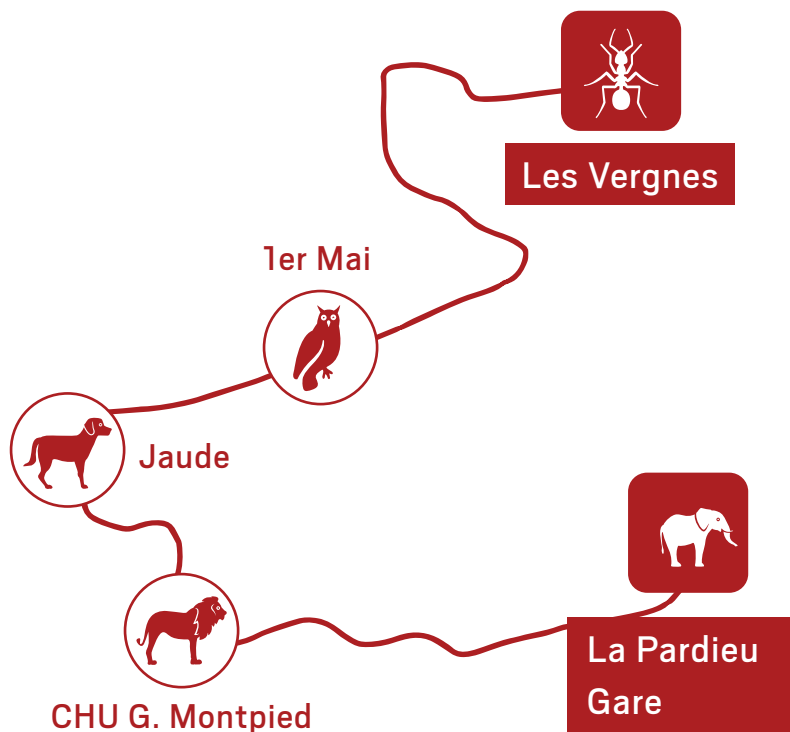 Les Vergnes
1er Mai
Jaude
La Pardieu
Gare
CHU G. Montpied